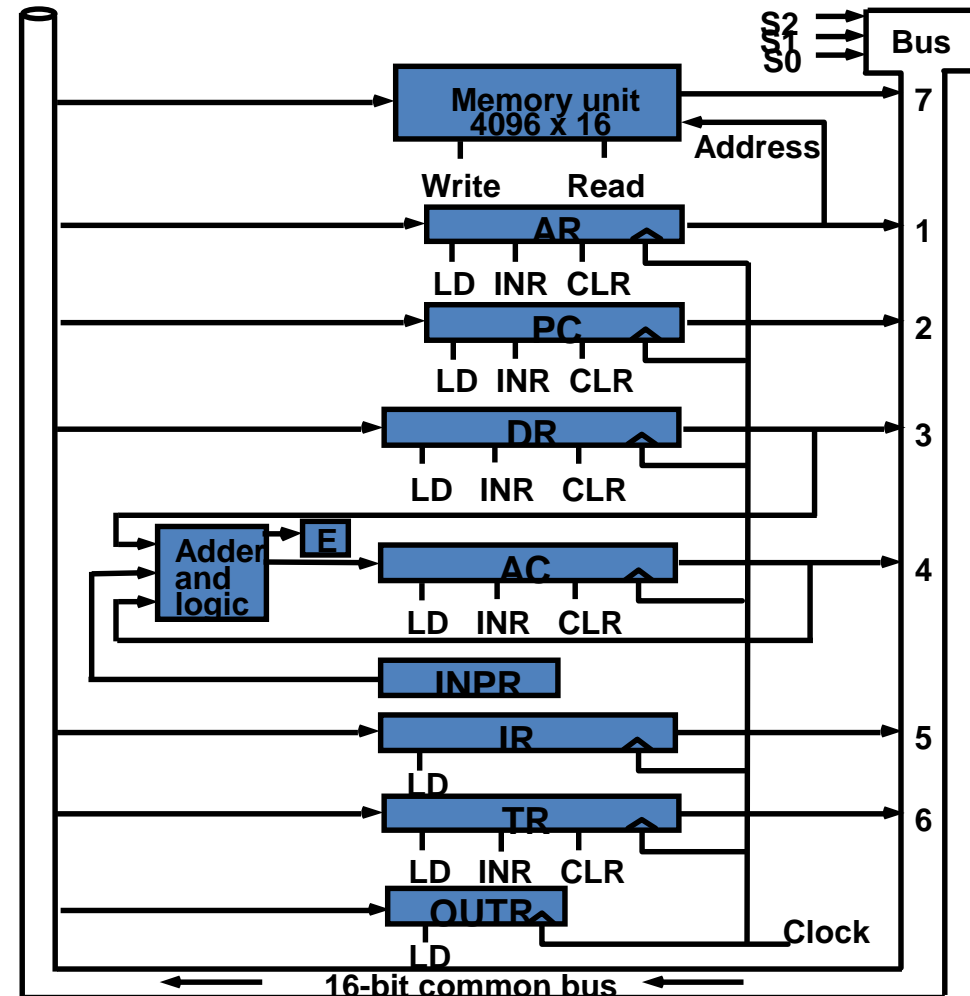 S2
S1
S0
Bus
Memory unit
4096 x 16
7
Address
Write Read
AR
1
LD INR CLR
PC
2
LD INR CLR
DR
3
LD INR CLR
Adder
and
logic
E
AC
4
LD INR CLR
INPR
IR
5
LD
TR
6
LD INR CLR
OUTR
LD
Clock
16-bit common bus